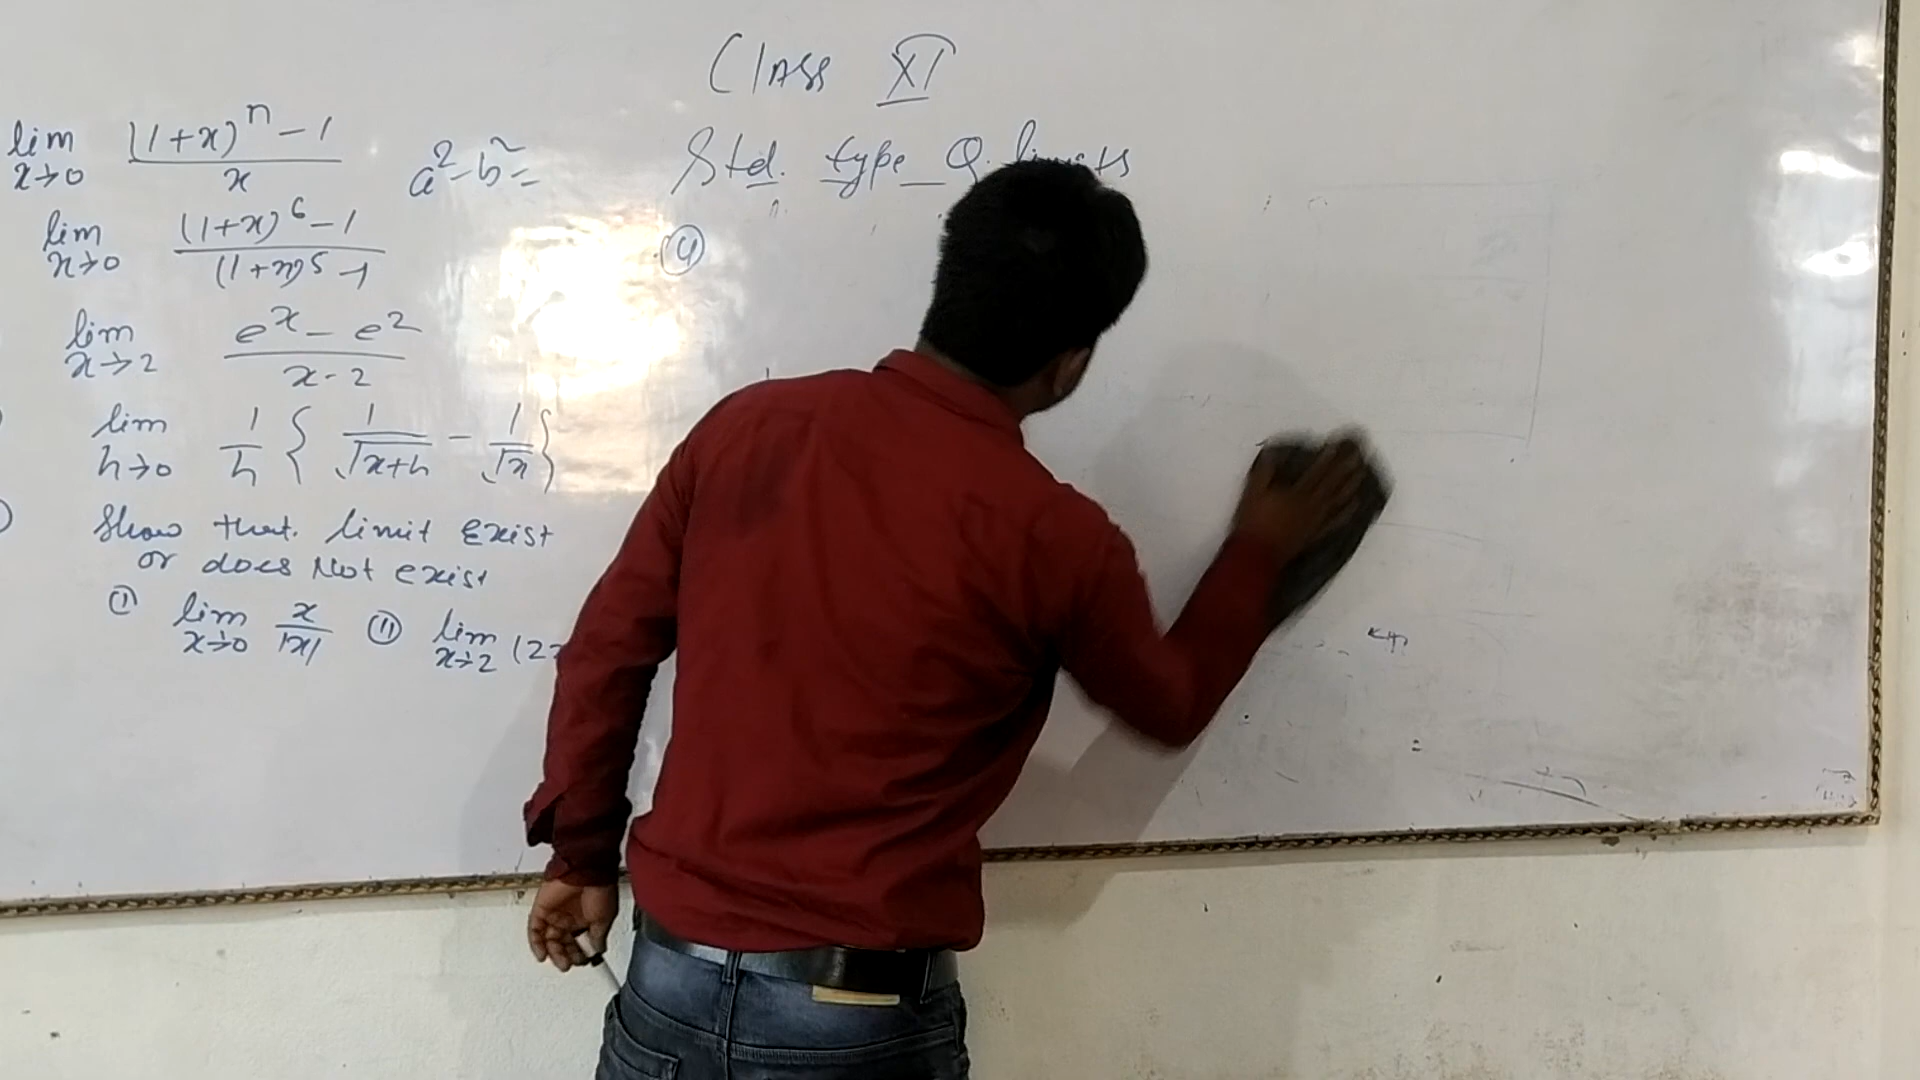 Class XI
lim x→0 ((1+x)^n - 1)/x
a² - b² =
Std. type Q. limits
lim x→0 ((1+x)^6 - 1)/((1+x)^5 - 1)
(4)
lim x→2 (e^x - e^2)/(x-2)
lim h→0 1/h { 1/√(x+h) - 1/√x }
Show that. limit Exist
or does Not exist
(i) lim x→0 x/|x| (ii) lim x→2 (2